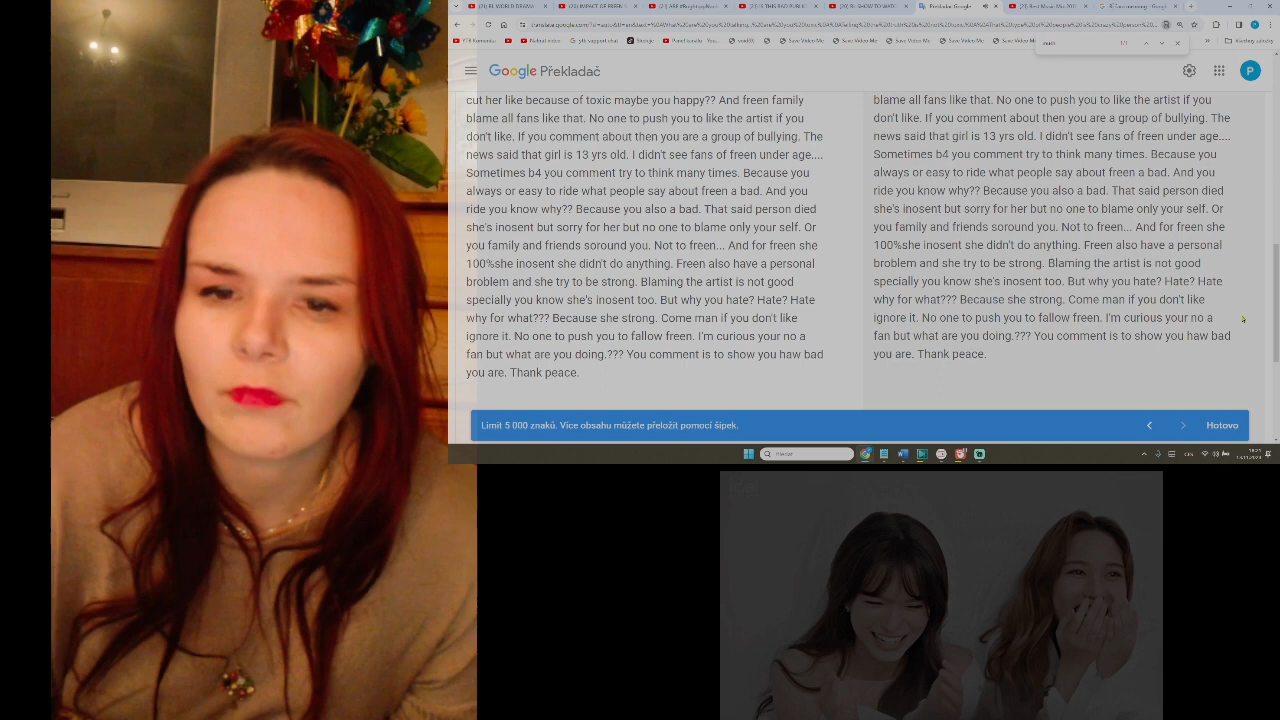 Google Překladač
P
cut her like because of toxic maybe you happy?? And freen family
blame all fans like that. No one to push you to like the artist if you
don't like. If you comment about then you are a group of bullying. The
news said that girl is 13 yrs old. I didn't see fans of freen under age....
Sometimes b4 you comment try to think many times. Because you
always or easy to ride what people say about freen a bad. And you
ride you know why?? Because you also a bad. That said person died
she's inosent but sorry for her but no one to blame only your self. Or
you family and friends soround you. Not to freen... And for freen she
100%she inosent she didn't do anything. Freen also have a personal
broblem and she try to be strong. Blaming the artist is not good
specially you know she's inosent too. But why you hate? Hate? Hate
why for what??? Because she strong. Come man if you don't like
ignore it. No one to push you to fallow freen. I'm curious your no a
fan but what are you doing.??? You comment is to show you haw bad
you are. Thank peace.
blame all fans like that. No one to push you to like the artist if you
don't like. If you comment about then you are a group of bullying. The
news said that girl is 13 yrs old. I didn't see fans of freen under age....
Sometimes b4 you comment try to think many times. Because you
always or easy to ride what people say about freen a bad. And you
ride you know why?? Because you also a bad. That said person died
she's inosent but sorry for her but no one to blame only your self. Or
you family and friends soround you. Not to freen... And for freen she
100%she inosent she didn't do anything. Freen also have a personal
broblem and she try to be strong. Blaming the artist is not good
specially you know she's inosent too. But why you hate? Hate? Hate
why for what??? Because she strong. Come man if you don't like
ignore it. No one to push you to fallow freen. I'm curious your no a
fan but what are you doing.??? You comment is to show you haw bad
you are. Thank peace.
Limit 5 000 znaků. Více obsahu můžete přeložit pomocí šipek.
Hotovo
Hledat